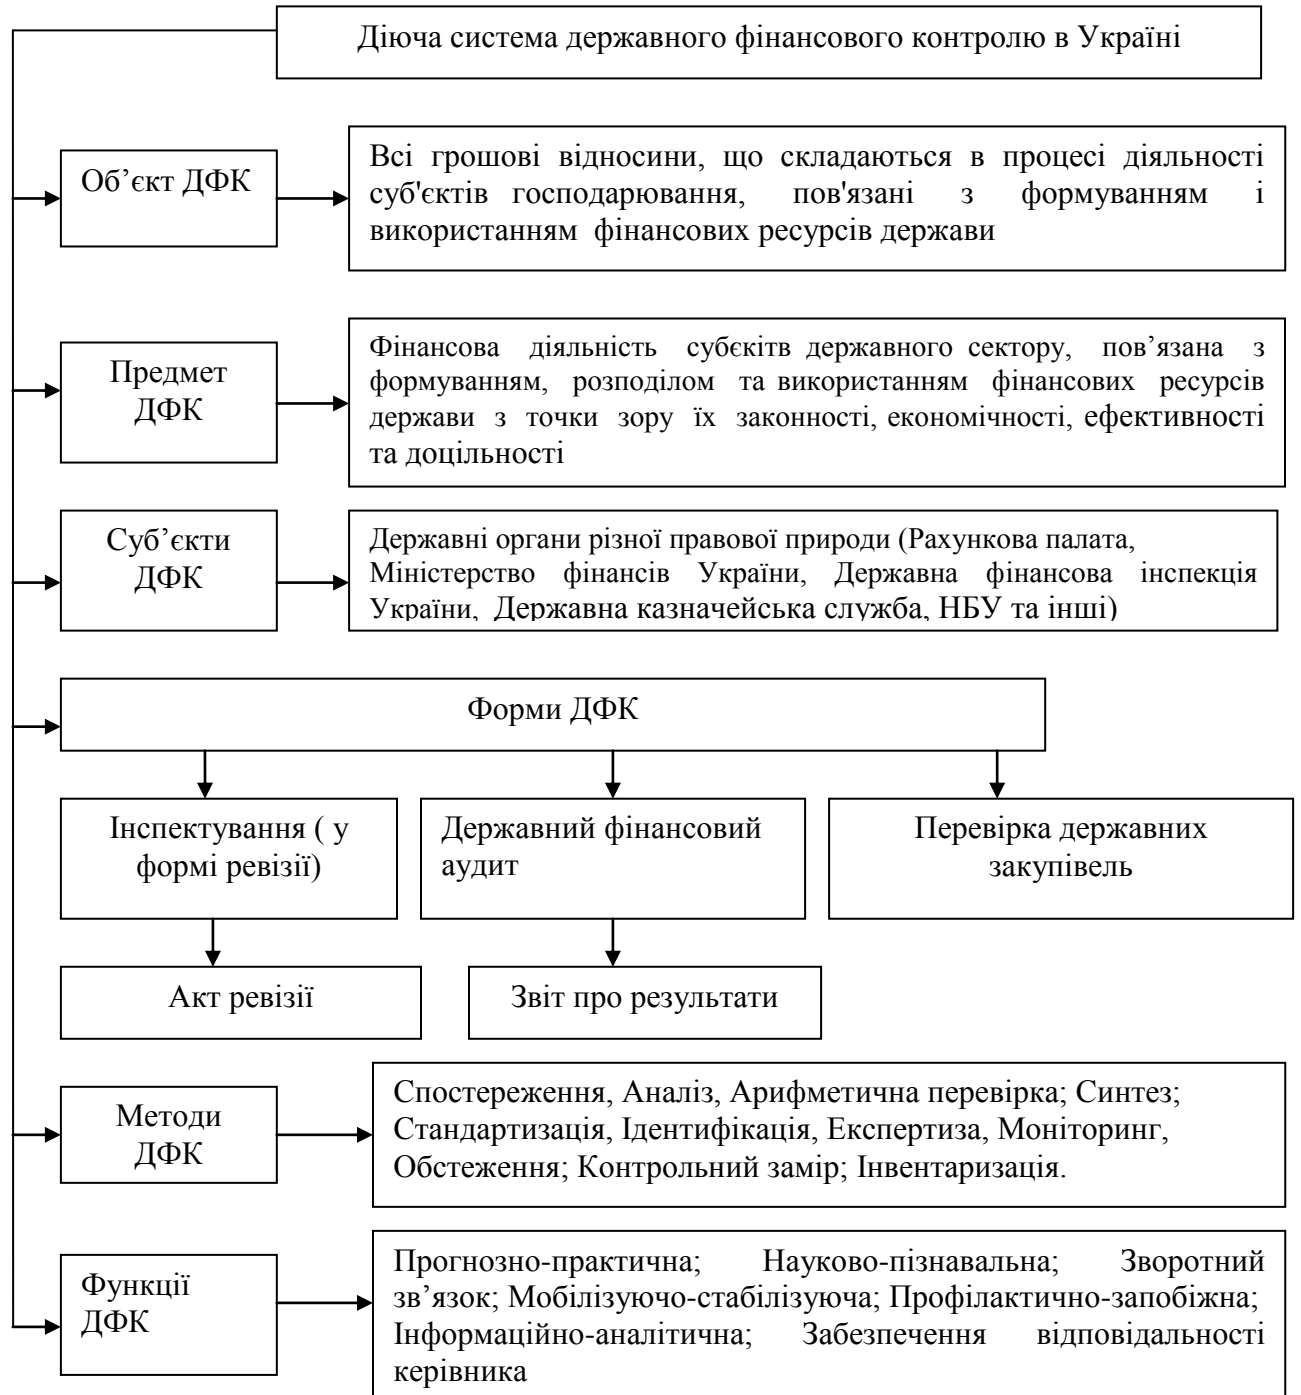 Діюча система державного фінансового контролю в Україні
Об’єкт ДФК
Всі грошові відносини, що складаються в процесі діяльності
суб'єктів господарювання, пов'язані з формуванням і
використанням фінансових ресурсів держави
Предмет
ДФК
Фінансова діяльність субєкітв державного сектору, пов’язана з
формуванням, розподілом та використанням фінансових ресурсів
держави з точки зору їх законності, економічності, ефективності
та доцільності
Суб’єкти
ДФК
Державні органи різної правової природи (Рахункова палата,
Міністерство фінансів України, Державна фінансова інспекція
України, Державна казначейська служба, НБУ та інші)
Форми ДФК
Інспектування ( у
формі ревізії)
Державний фінансовий
аудит
Перевірка державних
закупівель
Акт ревізії
Звіт про результати
Методи
ДФК
Спостереження, Аналіз, Арифметична перевірка; Синтез;
Стандартизація, Ідентифікація, Експертиза, Моніторинг,
Обстеження; Контрольний замір; Інвентаризація.
Функції
ДФК
Прогнозно-практична; Науково-пізнавальна; Зворотний
зв’язок; Мобілізуючо-стабілізуюча; Профілактично-запобіжна;
Інформаційно-аналітична; Забезпечення відповідальності
керівника